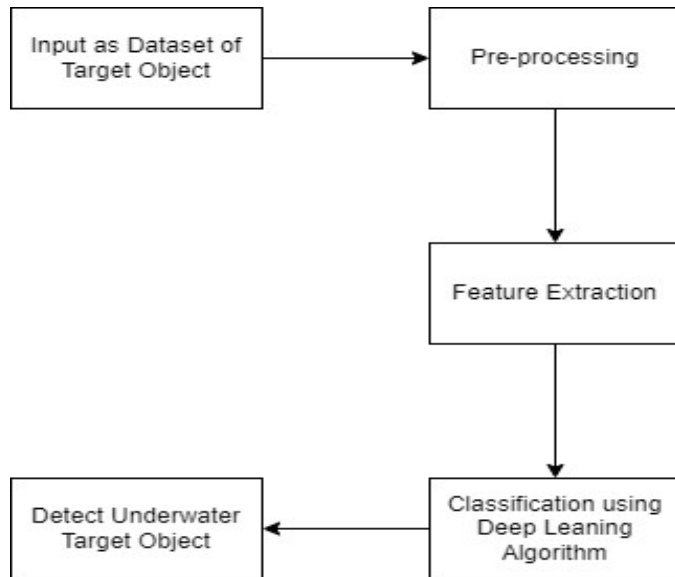 Input as Dataset of
Target Object
Pre-processing
Feature Extraction
Classification using
Deep Leaning
Algorithm
Detect Underwater
Target Object